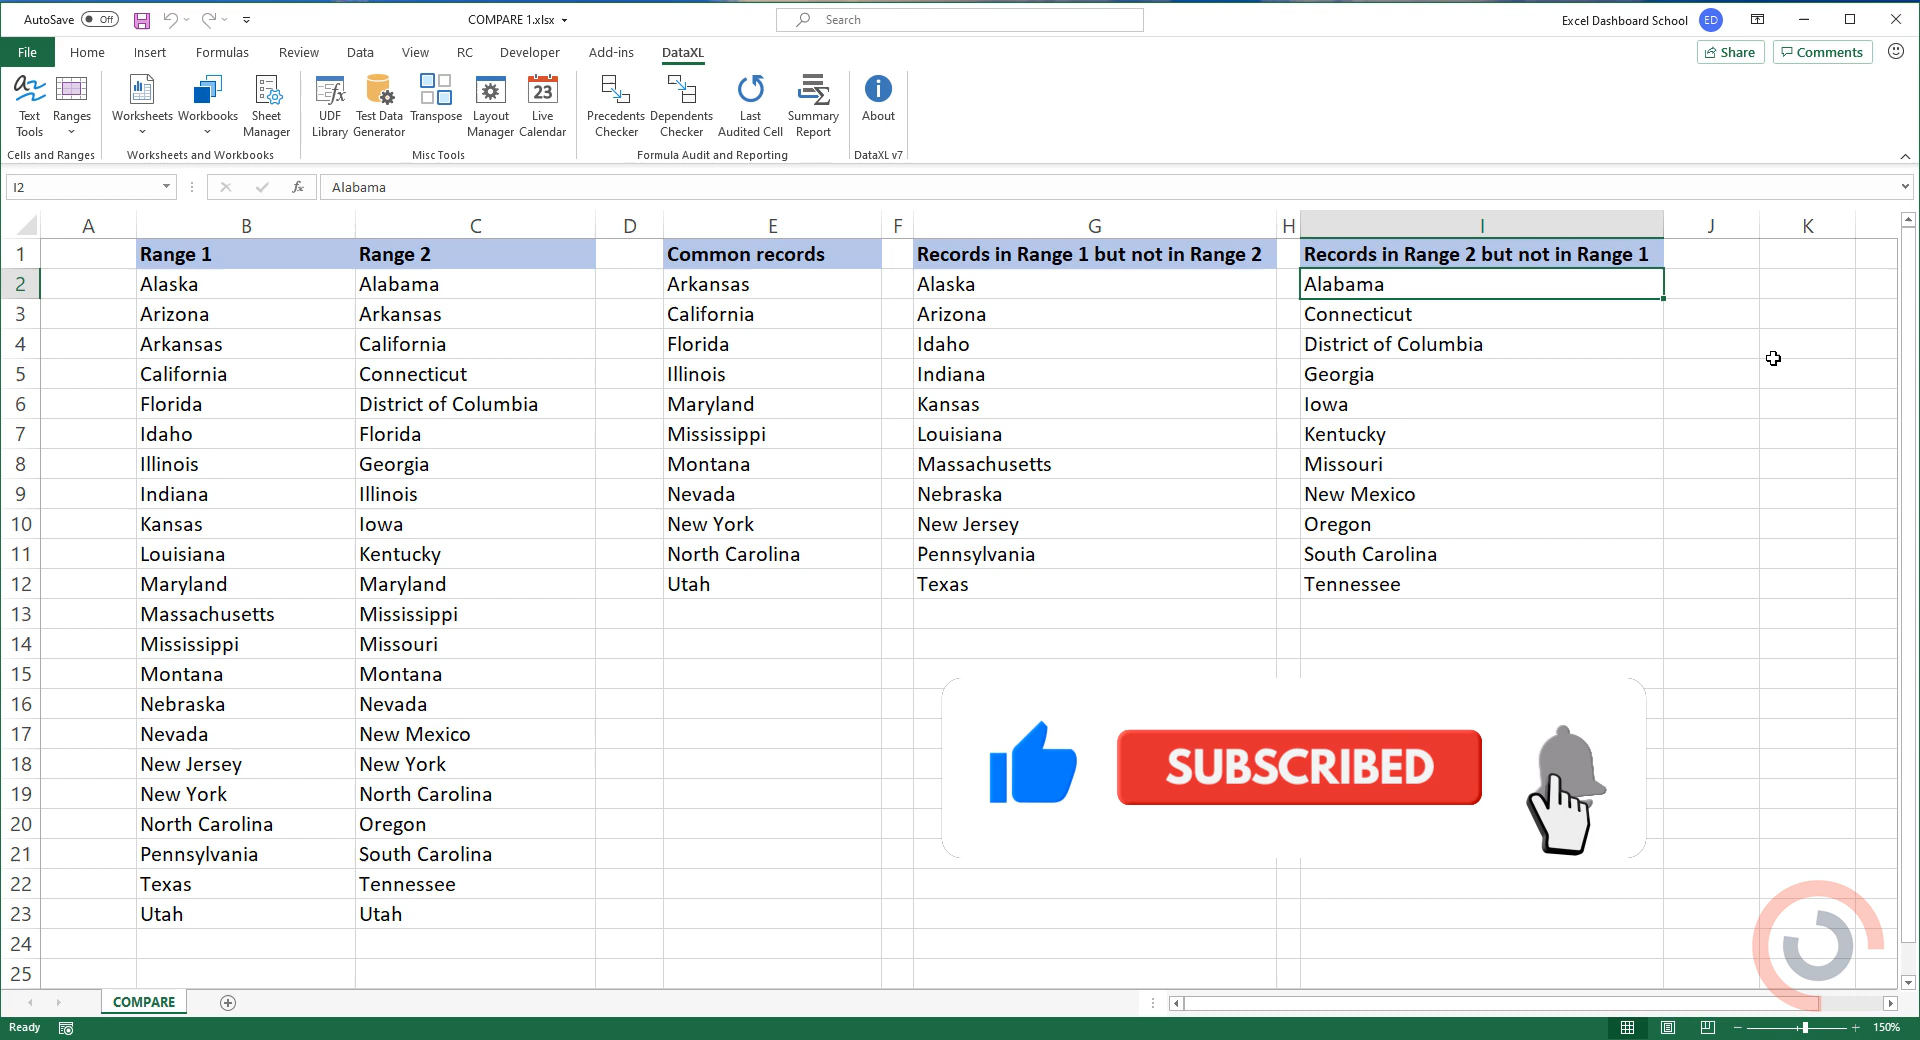 AutoSave Off COMPARE 1.xlsx Search Excel Dashboard School ED
File Home Insert Formulas Review Data View RC Developer Add-ins DataXL Share Comments
Text Tools Ranges Worksheets Workbooks Sheet Manager UDF Library Test Data Generator Transpose Layout Manager 23 Live Calendar Precedents Checker Dependents Checker Last Audited Cell Summary Report About
Cells and Ranges Worksheets and Workbooks Misc Tools Formula Audit and Reporting DataXL v7
I2 fx Alabama
A B C D E F G H I J K
1 Range 1 Range 2 Common records Records in Range 1 but not in Range 2 Records in Range 2 but not in Range 1
2 Alaska Alabama Arkansas Alaska Alabama
3 Arizona Arkansas California Arizona Connecticut
4 Arkansas California Florida Idaho District of Columbia
5 California Connecticut Illinois Indiana Georgia
6 Florida District of Columbia Maryland Kansas Iowa
7 Idaho Florida Mississippi Louisiana Kentucky
8 Illinois Georgia Montana Massachusetts Missouri
9 Indiana Illinois Nevada Nebraska New Mexico
10 Kansas Iowa New York New Jersey Oregon
11 Louisiana Kentucky North Carolina Pennsylvania South Carolina
12 Maryland Maryland Utah Texas Tennessee
13 Massachusetts Mississippi
14 Mississippi Missouri
15 Montana Montana
16 Nebraska Nevada
17 Nevada New Mexico
18 New Jersey New York
SUBSCRIBED
19 New York North Carolina
20 North Carolina Oregon
21 Pennsylvania South Carolina
22 Texas Tennessee
23 Utah Utah
24
25
COMPARE
Ready 150%